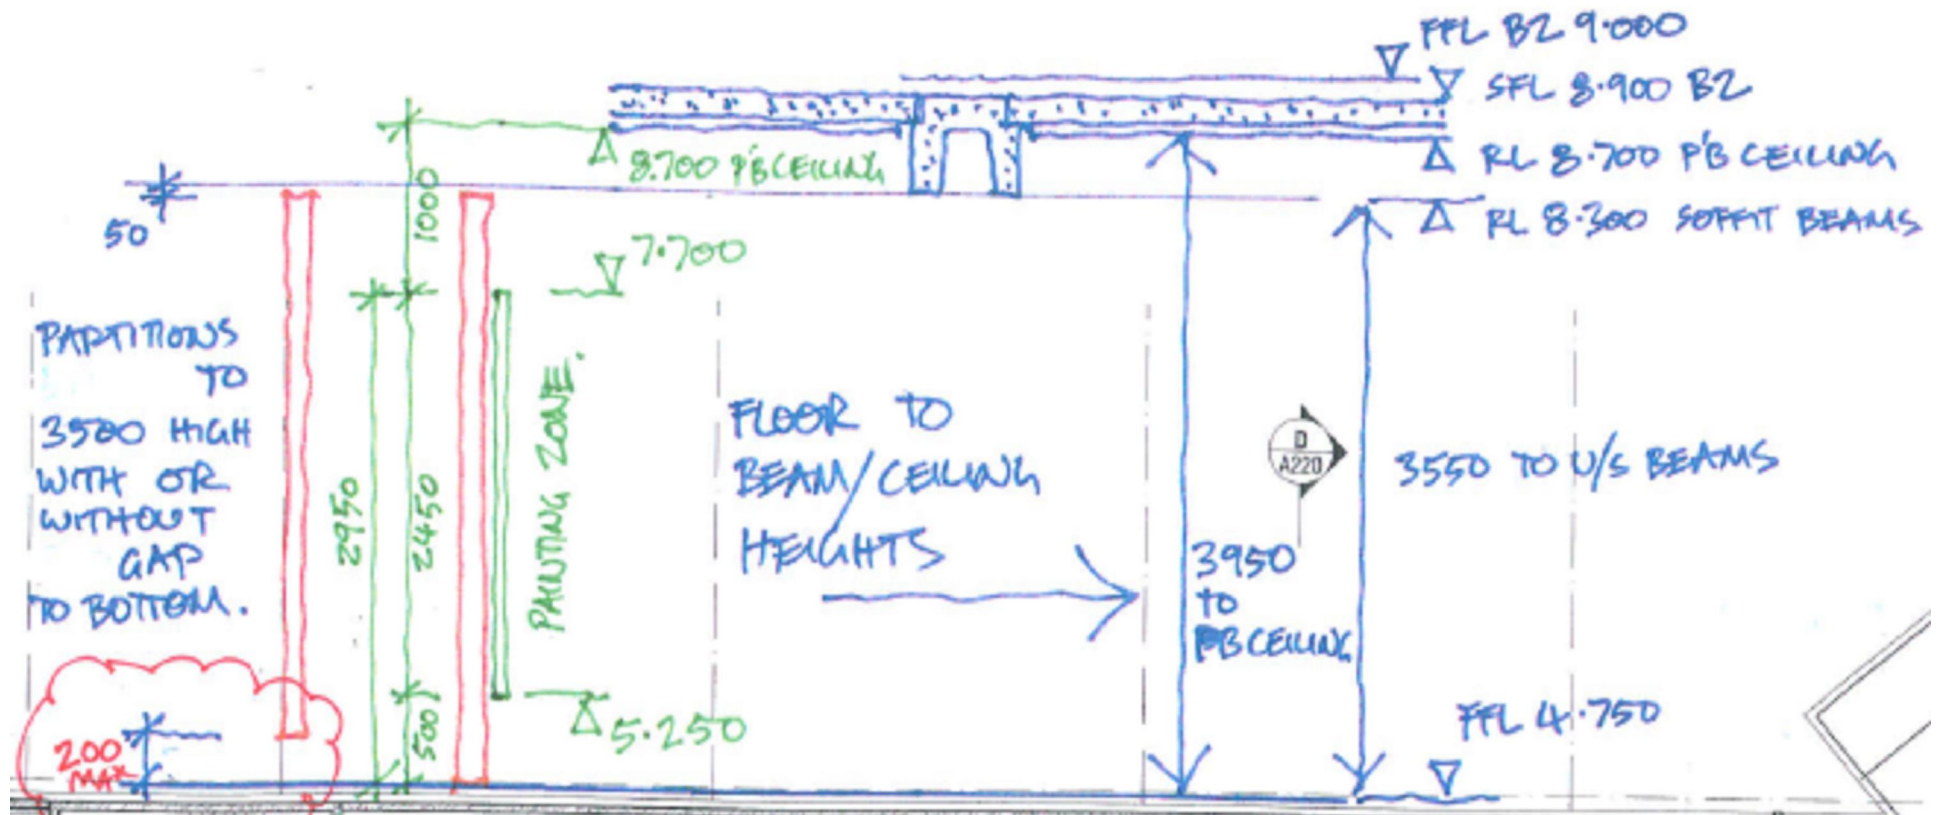 FFL B2 9.000
SFL 8.900 B2
RL 8.700 P'B CEILING
RL 8.300 SOFFIT BEAMS
8.700 P'B CEILING
1000
50
7.700
PARTITIONS
TO
3500 HIGH
WITH OR
WITHOUT
GAP
TO BOTTOM.
2950
2450
500
PAINTING ZONE.
5.250
200
MAX
FLOOR TO
BEAM/CEILING
HEIGHTS
D
A220
3550 TO U/S BEAMS
3950
TO
PB CEILING
FFL 4.750